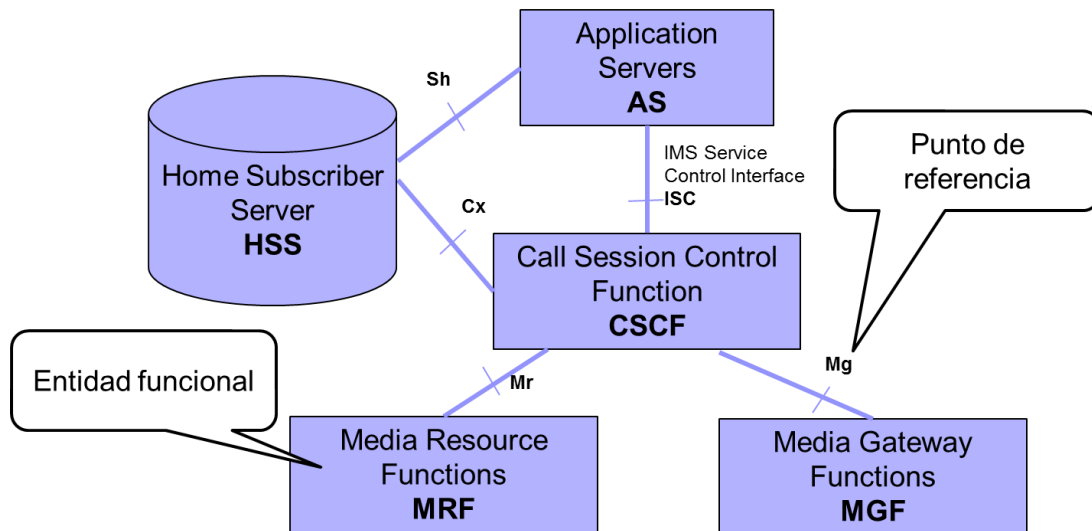 Application
Servers
AS
Sh
IMS Service
Control Interface
ISC
Punto de
referencia
Home Subscriber
Server
HSS
Cx
Call Session Control
Function
CSCF
Entidad funcional
Mr
Mg
Media Resource
Functions
MRF
Media Gateway
Functions
MGF